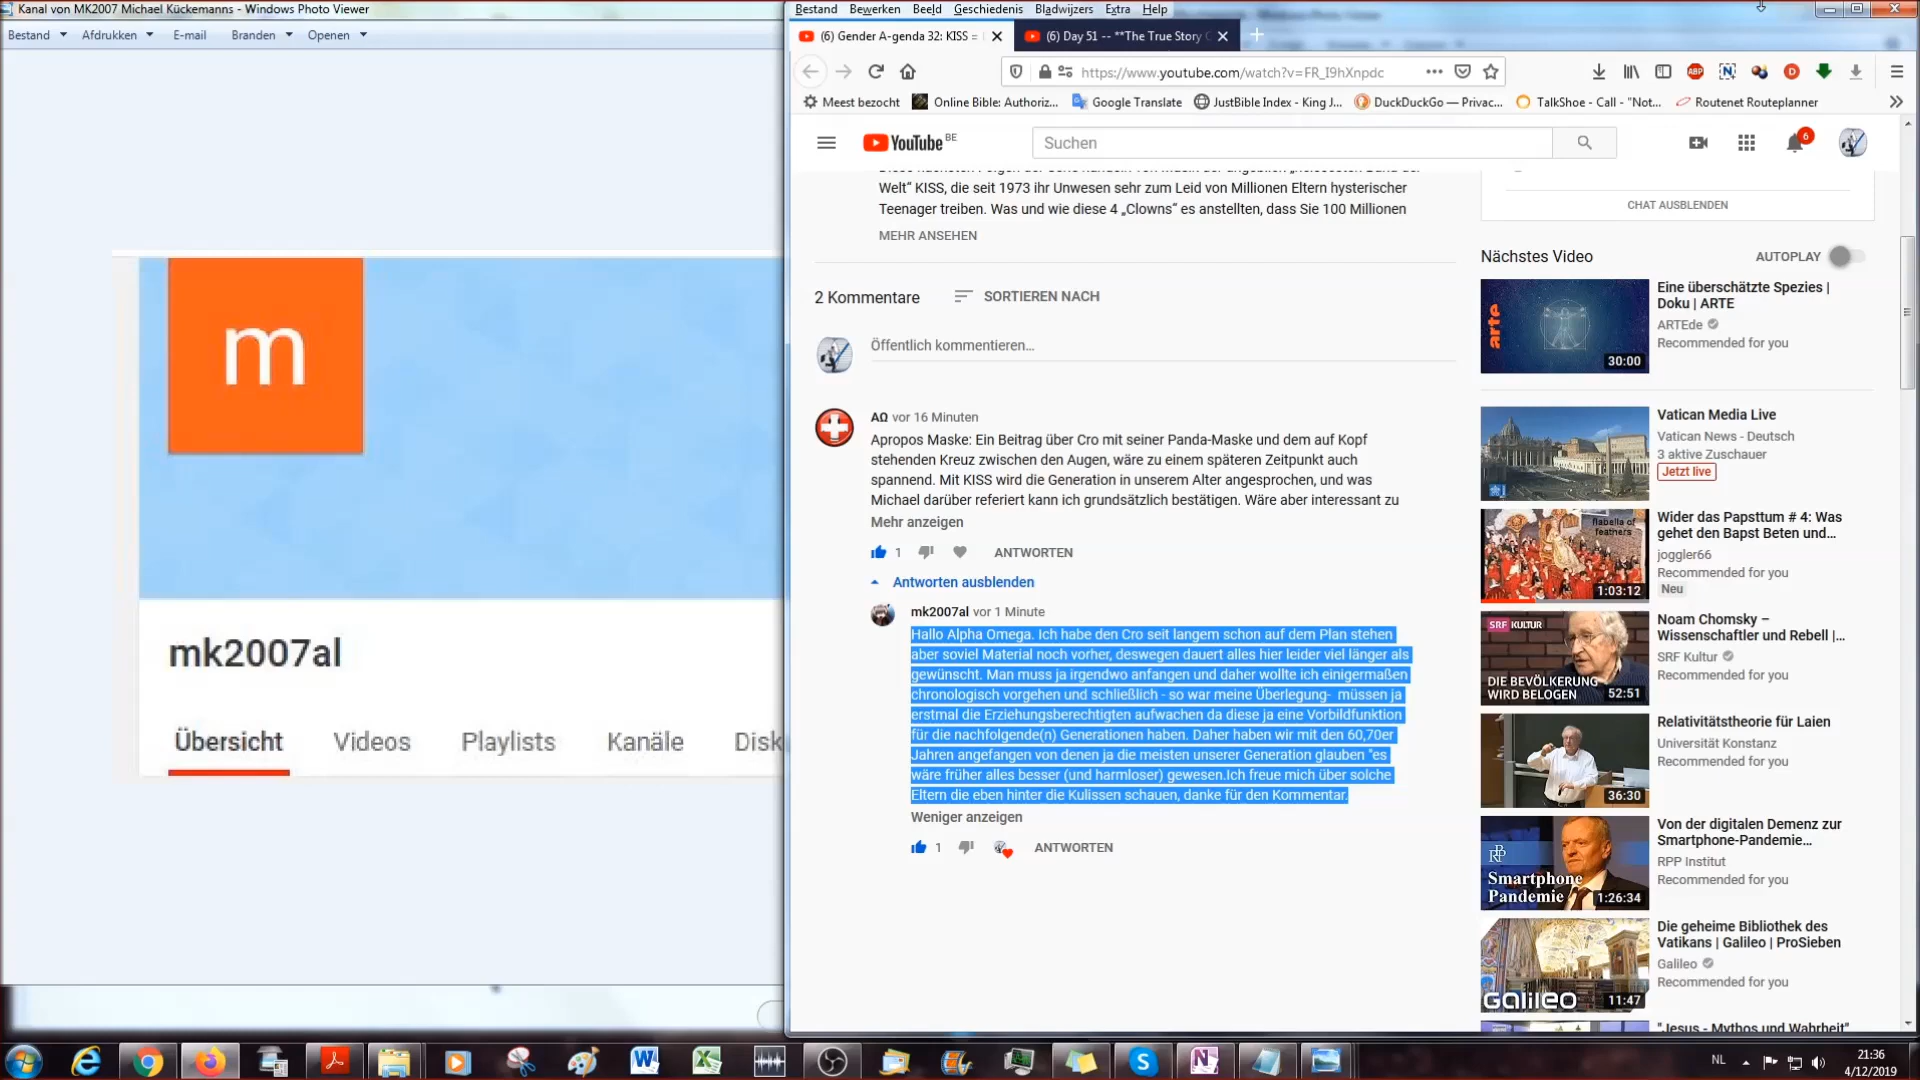 Kanal von MK2007 Michael Kückemanns - Windows Photo Viewer
Bestand Afdrukken E-mail Branden Openen
m
mk2007al
Übersicht Videos Playlists Kanäle Disk
Bestand Bewerken Beeld Geschiedenis Bladwijzers Extra Help
(6) Gender A-genda 32: KISS =
(6) Day 51 -- **The True Story
https://www.youtube.com/watch?v=FR_I9hXnpdc
Meest bezocht Online Bible: Authoriz... Google Translate JustBible Index - King J... DuckDuckGo — Privac... TalkShoe - Call - "Not... Routenet Routeplanner
YouTube BE
Suchen
6
Welt“ KISS, die seit 1973 ihr Unwesen sehr zum Leid von Millionen Eltern hysterischer
Teenager treiben. Was und wie diese 4 „Clowns“ es anstellten, dass Sie 100 Millionen
MEHR ANSEHEN
2 Kommentare SORTIEREN NACH
Öffentlich kommentieren...
AΩ vor 16 Minuten
Apropos Maske: Ein Beitrag über Cro mit seiner Panda-Maske und dem auf Kopf
stehenden Kreuz zwischen den Augen, wäre zu einem späteren Zeitpunkt auch
spannend. Mit KISS wird die Generation in unserem Alter angesprochen, und was
Michael darüber referiert kann ich grundsätzlich bestätigen. Wäre aber interessant zu
Mehr anzeigen
1 ANTWORTEN
Antworten ausblenden
mk2007al vor 1 Minute
Hallo Alpha Omega. Ich habe den Cro seit langem schon auf dem Plan stehen
aber soviel Material noch vorher, deswegen dauert alles hier leider viel länger als
gewünscht. Man muss ja irgendwo anfangen und daher wollte ich einigermaßen
chronologisch vorgehen und schließlich - so war meine Überlegung- müssen ja
erstmal die Erziehungsberechtigten aufwachen da diese ja eine Vorbildfunktion
für die nachfolgende(n) Generationen haben. Daher haben wir mit den 60,70er
Jahren angefangen von denen ja die meisten unserer Generation glauben "es
wäre früher alles besser (und harmloser) gewesen.Ich freue mich über solche
Eltern die eben hinter die Kulissen schauen, danke für den Kommentar.
Weniger anzeigen
1 ANTWORTEN
CHAT AUSBLENDEN
Nächstes Video AUTOPLAY
arte
30:00
Eine überschätzte Spezies |
Doku | ARTE
ARTEde
Recommended for you
Vatican Media Live
Vatican News - Deutsch
3 aktive Zuschauer
Jetzt live
flabella of
feathers
1:03:12
Wider das Papsttum # 4: Was
gehet den Bapst Beten und...
joggler66
Recommended for you
Neu
SRF KULTUR
DIE BEVÖLKERUNG
WIRD BELOGEN
52:51
Noam Chomsky –
Wissenschaftler und Rebell |...
SRF Kultur
Recommended for you
36:30
Relativitätstheorie für Laien
Universität Konstanz
Recommended for you
RPP
Smartphone
Pandemie
1:26:34
Von der digitalen Demenz zur
Smartphone-Pandemie...
RPP Institut
Recommended for you
GALILEO
11:47
Die geheime Bibliothek des
Vatikans | Galileo | ProSieben
Galileo
Recommended for you
"Jesus - Mythos und Wahrheit"
NL
21:36
4/12/2019